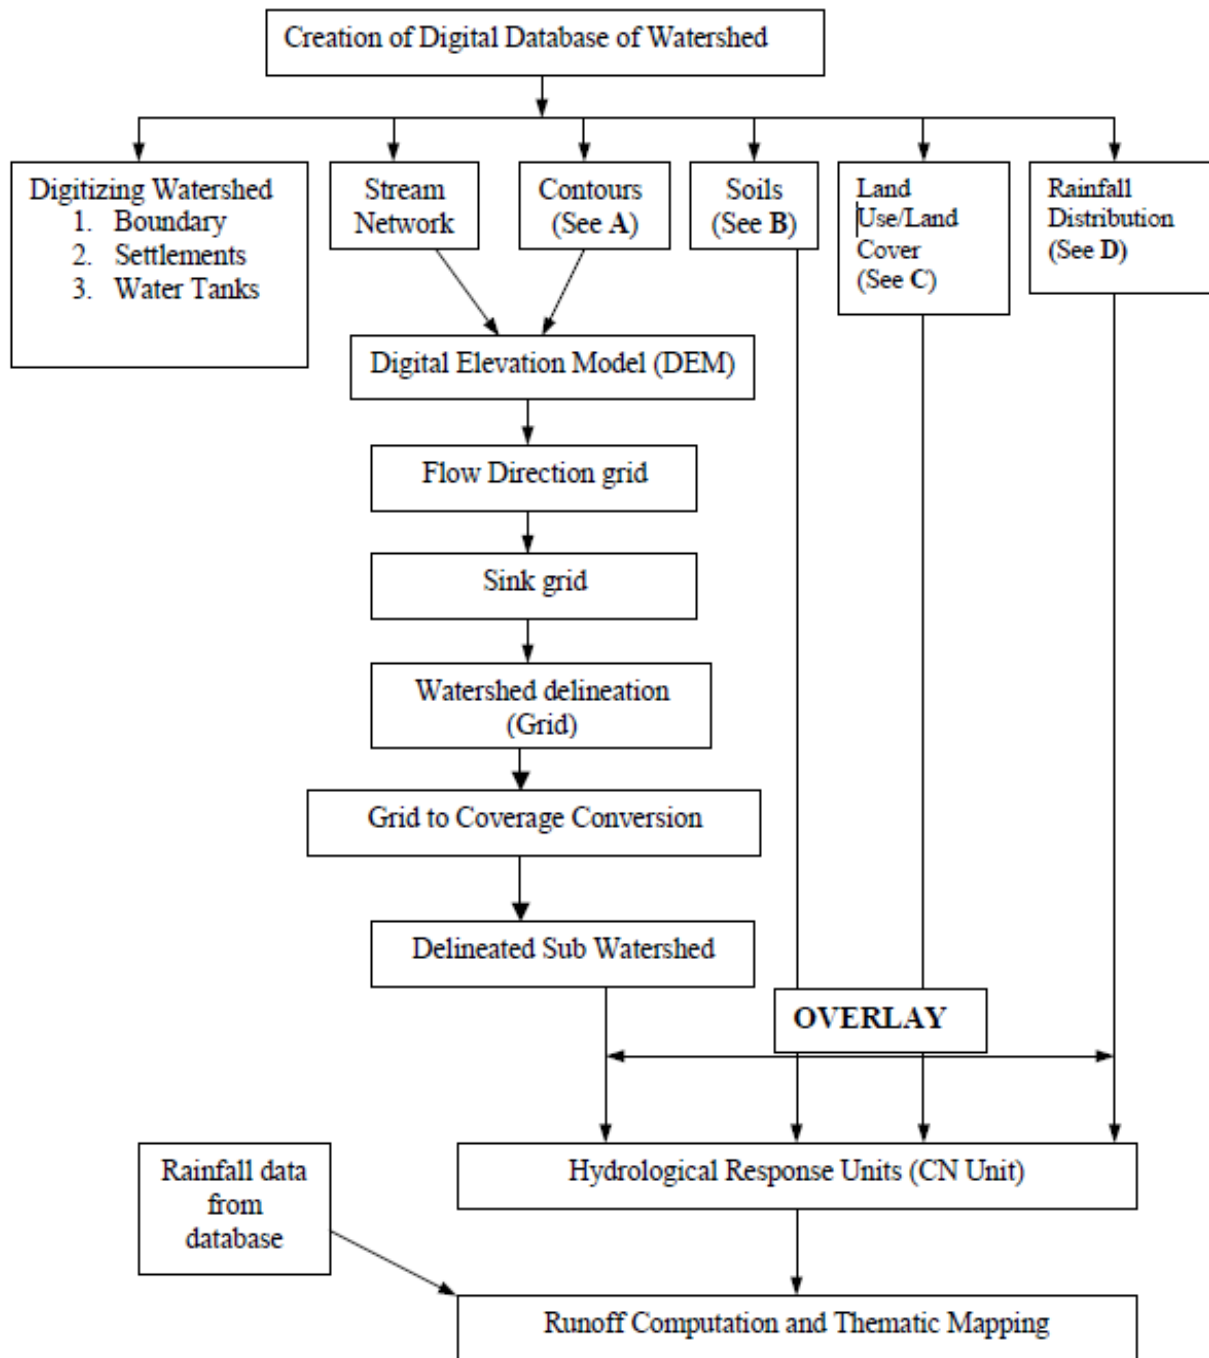 Creation of Digital Database of Watershed
Digitizing Watershed
1. Boundary
2. Settlements
3. Water Tanks
Stream
Network
Contours
(See A)
Soils
(See B)
Land
Use/Land
Cover
(See C)
Rainfall
Distribution
(See D)
Digital Elevation Model (DEM)
Flow Direction grid
Sink grid
Watershed delineation
(Grid)
Grid to Coverage Conversion
Delineated Sub Watershed
OVERLAY
Rainfall data
from
database
Hydrological Response Units (CN Unit)
Runoff Computation and Thematic Mapping